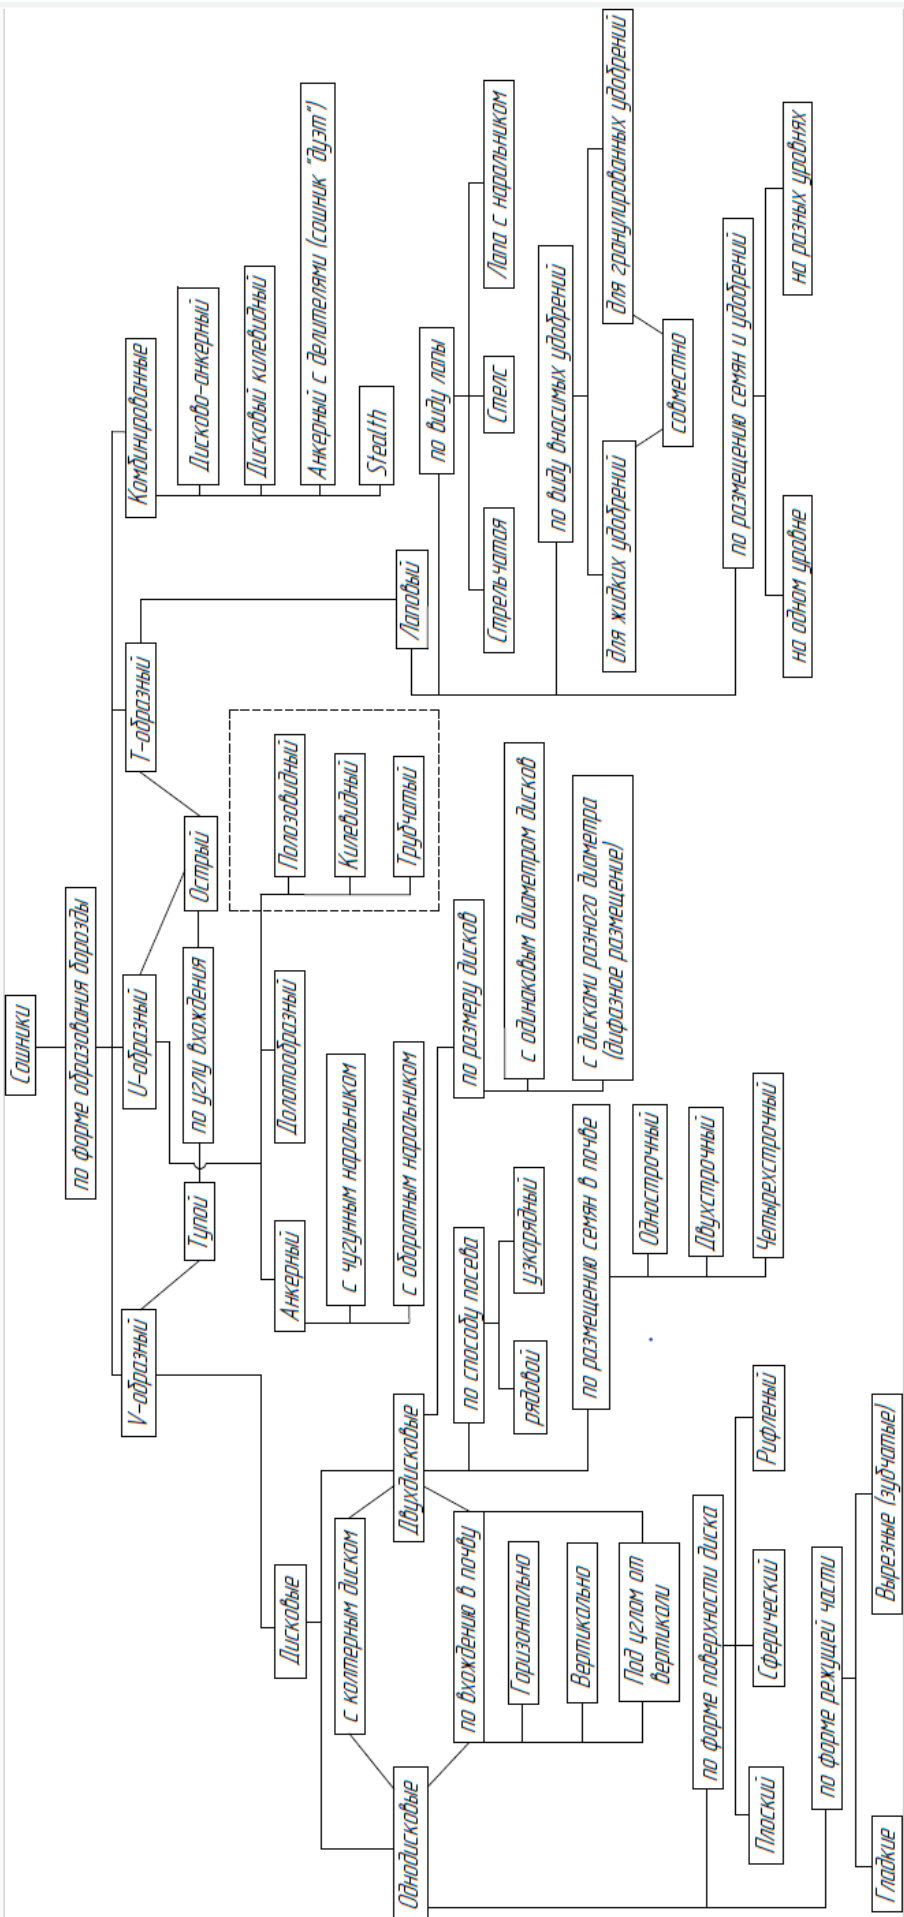 Сошники
по форме образования борозды
V-образный
U-образный
Т-образный
Комбинированные
Тупой
по углу вхождения
Острый
Дисково-анкерный
Дисковый килевидный
Анкерный с делителями (сошник "дуэт")
Stealth
Дисковые
Анкерный
Долотообразный
Полозовидный
Килевидный
Трубчатый
с чугунным наральником
с оборотным наральником
Лаповый
с колтерным диском
Однодисковые
Двухдисковые
по виду лапы
Стрельчатая
Стелс
Лапа с наральником
по вхождению в почву
Горизонтально
Вертикально
Под углом от
вертикали
по способу посева
рядовой
узкорядный
по размеру дисков
с одинаковым диаметром дисков
с дисками разного диаметра
(дифазное размещение)
по виду вносимых удобрений
для жидких удобрений
для гранулированных удобрений
совместно
по размещению семян в почве
Однострочный
Двухстрочный
Четырехстрочный
по форме поверхности диска
Плоский
Сферический
Рифленый
по размещению семян и удобрений
на одном уровне
на разных уровнях
по форме режущей части
Гладкие
Вырезные (зубчатые)